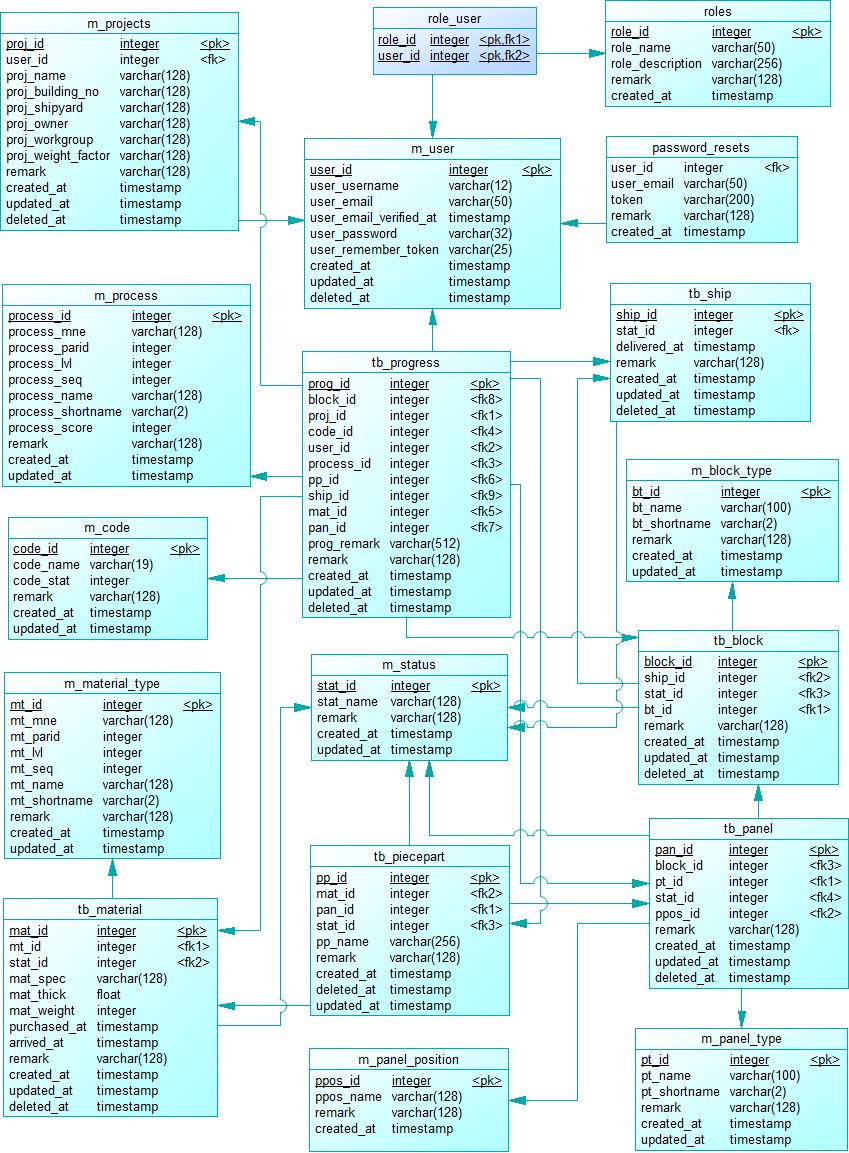 m_projects
proj_id integer <pk>
user_id integer <fk>
proj_name varchar(128)
proj_building_no varchar(128)
proj_shipyard varchar(128)
proj_owner varchar(128)
proj_workgroup varchar(128)
proj_weight_factor varchar(128)
remark varchar(128)
created_at timestamp
updated_at timestamp
deleted_at timestamp
role_user
role_id integer <pk,fk1>
user_id integer <pk,fk2>
roles
role_id integer <pk>
role_name varchar(50)
role_description varchar(256)
remark varchar(128)
created_at timestamp
m_user
user_id integer <pk>
user_username varchar(12)
user_email varchar(50)
user_email_verified_at timestamp
user_password varchar(32)
user_remember_token varchar(25)
created_at timestamp
updated_at timestamp
deleted_at timestamp
password_resets
user_id integer <fk>
user_email varchar(50)
token varchar(200)
remark varchar(128)
created_at timestamp
m_process
process_id integer <pk>
process_mne varchar(128)
process_parid integer
process_lvl integer
process_seq integer
process_name varchar(128)
process_shortname varchar(2)
process_score integer
remark varchar(128)
created_at timestamp
updated_at timestamp
tb_progress
prog_id integer <pk>
block_id integer <fk8>
proj_id integer <fk1>
code_id integer <fk4>
user_id integer <fk2>
process_id integer <fk3>
pp_id integer <fk6>
ship_id integer <fk9>
mat_id integer <fk5>
pan_id integer <fk7>
prog_remark varchar(512)
remark varchar(128)
created_at timestamp
updated_at timestamp
deleted_at timestamp
tb_ship
ship_id integer <pk>
stat_id integer <fk>
delivered_at timestamp
remark varchar(128)
created_at timestamp
updated_at timestamp
deleted_at timestamp
m_block_type
bt_id integer <pk>
bt_name varchar(100)
bt_shortname varchar(2)
remark varchar(128)
created_at timestamp
updated_at timestamp
m_code
code_id integer <pk>
code_name varchar(19)
code_stat integer
remark varchar(128)
created_at timestamp
updated_at timestamp
m_status
stat_id integer <pk>
stat_name varchar(128)
remark varchar(128)
created_at timestamp
updated_at timestamp
tb_block
block_id integer <pk>
ship_id integer <fk2>
stat_id integer <fk3>
bt_id integer <fk1>
remark varchar(128)
created_at timestamp
updated_at timestamp
deleted_at timestamp
m_material_type
mt_id integer <pk>
mt_mne varchar(128)
mt_parid integer
mt_lvl integer
mt_seq integer
mt_name varchar(128)
mt_shortname varchar(2)
remark varchar(128)
created_at timestamp
updated_at timestamp
tb_piecepart
pp_id integer <pk>
mat_id integer <fk2>
pan_id integer <fk1>
stat_id integer <fk3>
pp_name varchar(256)
remark varchar(128)
created_at timestamp
deleted_at timestamp
updated_at timestamp
tb_panel
pan_id integer <pk>
block_id integer <fk3>
pt_id integer <fk1>
stat_id integer <fk4>
ppos_id integer <fk2>
remark varchar(128)
created_at timestamp
updated_at timestamp
deleted_at timestamp
tb_material
mat_id integer <pk>
mt_id integer <fk1>
stat_id integer <fk2>
mat_spec varchar(128)
mat_thick float
mat_weight integer
purchased_at timestamp
arrived_at timestamp
remark varchar(128)
created_at timestamp
updated_at timestamp
deleted_at timestamp
m_panel_position
ppos_id integer <pk>
ppos_name varchar(128)
remark varchar(128)
created_at timestamp
m_panel_type
pt_id integer <pk>
pt_name varchar(100)
pt_shortname varchar(2)
remark varchar(128)
created_at timestamp
updated_at timestamp